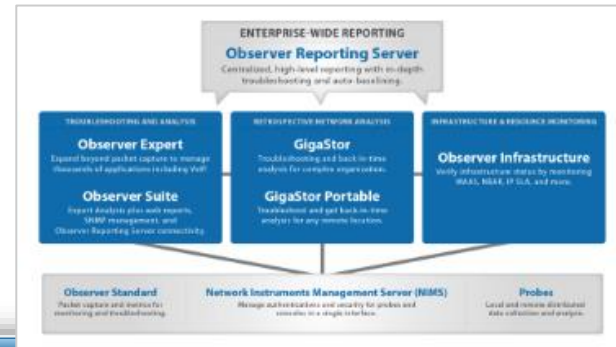 ENTERPRISE-WIDE REPORTING
Observer Reporting Server
Centralized, high-level reporting with in-depth
troubleshooting and auto-baselining.
TROUBLESHOOTING AND ANALYSIS
Observer Expert
Expand beyond packet capture to manage
thousands of applications including VoIP.
Observer Suite
Expert Analysis plus web reports,
SNMP management, and
Observer Reporting Server connectivity.
RETROSPECTIVE NETWORK ANALYSIS
GigaStor
Troubleshooting and back-in-time
analysis for complex organization.
GigaStor Portable
Troubleshoot and get back-in-time
analysis for any remote location.
INFRASTRUCTURE & RESOURCE MONITORING
Observer Infrastructure
Verify infrastructure status by monitoring
WAAS, NBAR, IP SLA, and more.
Observer Standard
Packet capture and metrics for
monitoring and troubleshooting.
Network Instruments Management Server (NIMS)
Manage authentications and security for probes and
consoles in a single interface.
Probes
Local and remote distributed
data collection and analysis.